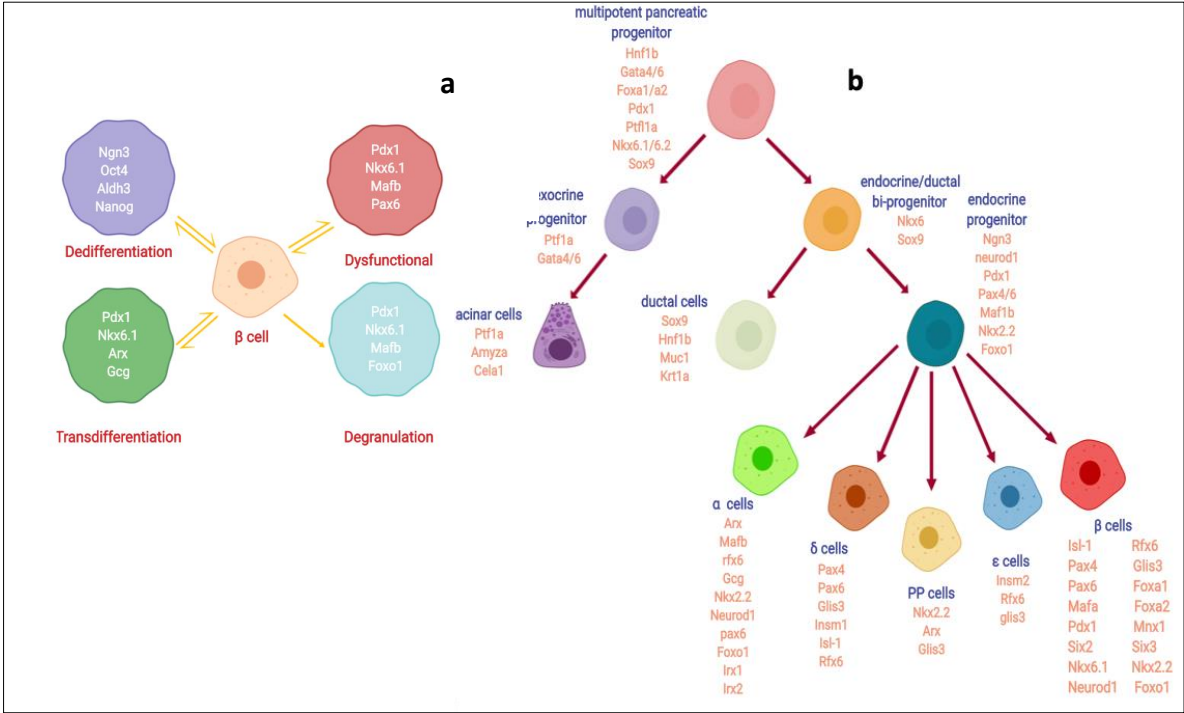 a
Ngn3
Oct4
Aldh3
Nanog
Dedifferentiation
Pdx1
Nkx6.1
Mafb
Pax6
Dysfunctional
β cell
Pdx1
Nkx6.1
Arx
Gcg
Transdifferentiation
Pdx1
Nkx6.1
Mafb
Foxo1
Degranulation
b
multipotent pancreatic
progenitor
Hnf1b
Gata4/6
Foxa1/a2
Pdx1
Ptfl1a
Nkx6.1/6.2
Sox9
xocrine
progenitor
Ptf1a
Gata4/6
acinar cells
Ptf1a
Amyza
Cela1
endocrine/ductal
bi-progenitor
Nkx6
Sox9
ductal cells
Sox9
Hnf1b
Muc1
Krt1a
endocrine
progenitor
Ngn3
neurod1
Pdx1
Pax4/6
Maf1b
Nkx2.2
Foxo1
α cells
Arx
Mafb
rfx6
Gcg
Nkx2.2
Neurod1
pax6
Foxo1
Irx1
Irx2
δ cells
Pax4
Pax6
Glis3
Insm1
Isl-1
Rfx6
PP cells
Nkx2.2
Arx
Glis3
ε cells
Insm2
Rfx6
glis3
β cells
Isl-1 Rfx6
Pax4 Glis3
Pax6 Foxa1
Mafa Foxa2
Pdx1 Mnx1
Six2 Six3
Nkx6.1 Nkx2.2
Neurod1 Foxo1